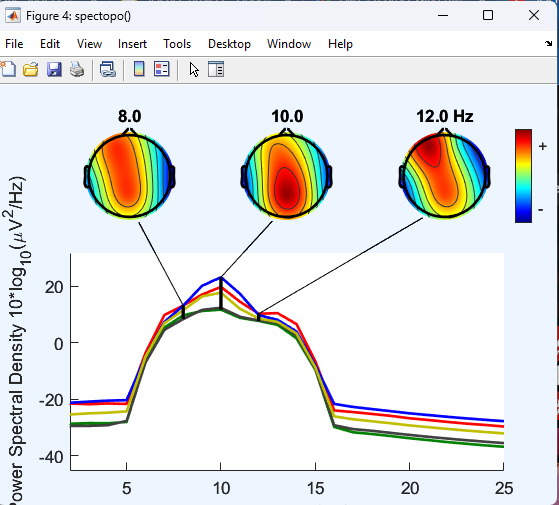 Figure 4: spectopo()
File Edit View Insert Tools Desktop Window Help
8.0 10.0 12.0 Hz
+
-
ower Spectral Density 10*log10(μV2/Hz)
20
0
-20
-40
5 10 15 20 25